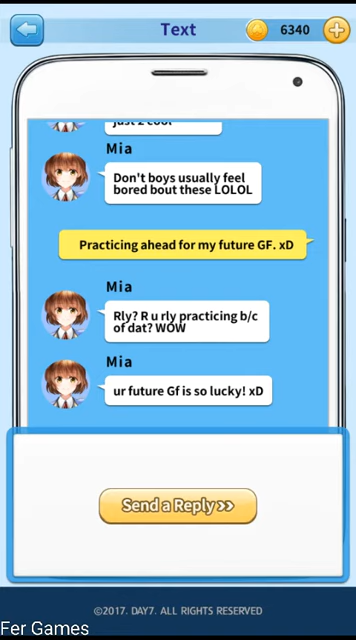 Text
6340
just 2 cool
Mia
Don't boys usually feel
bored bout these LOLOL
Practicing ahead for my future GF. xD
Mia
Rly? R u rly practicing b/c
of dat? WOW
Mia
ur future Gf is so lucky! xD
Send a Reply >>
©2017. DAY7. ALL RIGHTS RESERVED
Fer Games